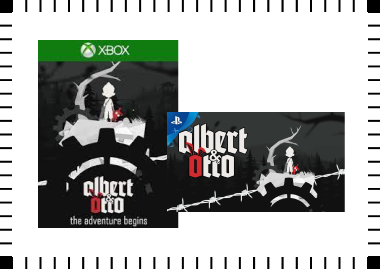 XBOX
albert
&
Otto
the adventure begins
albert
&
Otto